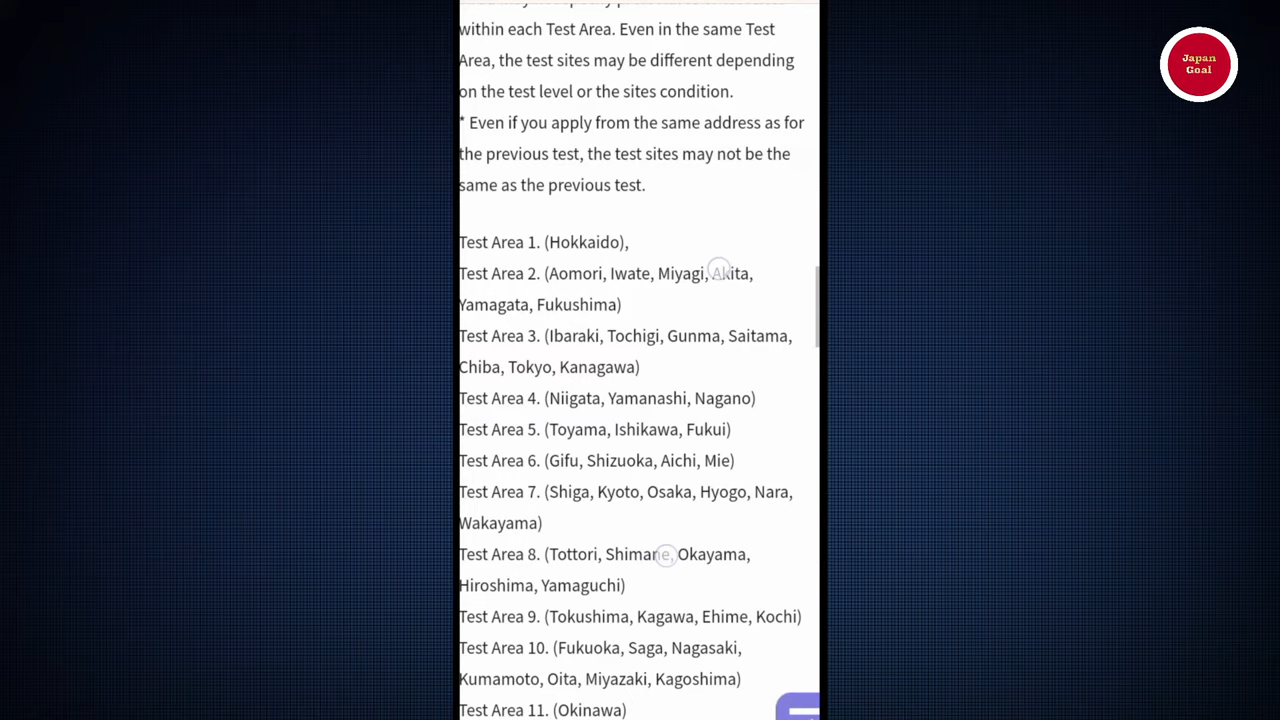 within each Test Area. Even in the same Test
Area, the test sites may be different depending
on the test level or the sites condition.
* Even if you apply from the same address as for
the previous test, the test sites may not be the
same as the previous test.
Test Area 1. (Hokkaido),
Test Area 2. (Aomori, Iwate, Miyagi, Akita,
Yamagata, Fukushima)
Test Area 3. (Ibaraki, Tochigi, Gunma, Saitama,
Chiba, Tokyo, Kanagawa)
Test Area 4. (Niigata, Yamanashi, Nagano)
Test Area 5. (Toyama, Ishikawa, Fukui)
Test Area 6. (Gifu, Shizuoka, Aichi, Mie)
Test Area 7. (Shiga, Kyoto, Osaka, Hyogo, Nara,
Wakayama)
Test Area 8. (Tottori, Shimane, Okayama,
Hiroshima, Yamaguchi)
Test Area 9. (Tokushima, Kagawa, Ehime, Kochi)
Test Area 10. (Fukuoka, Saga, Nagasaki,
Kumamoto, Oita, Miyazaki, Kagoshima)
Test Area 11. (Okinawa)
Japan
Goal